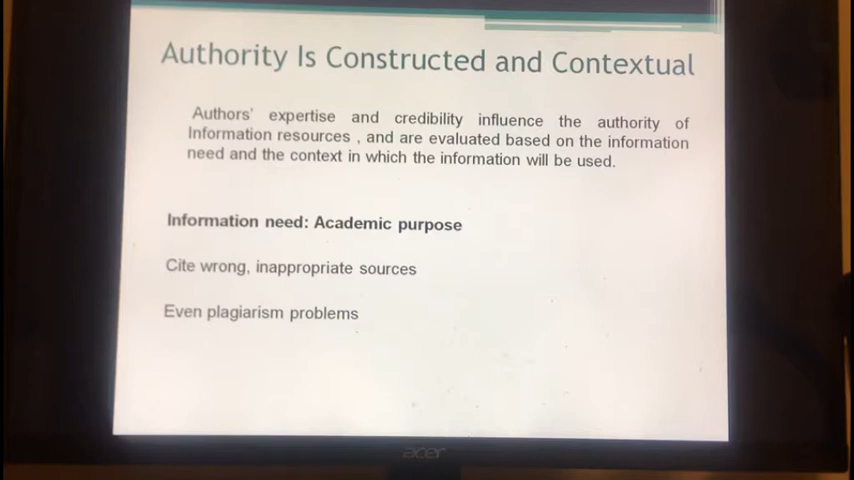 Authority Is Constructed and Contextual
Authors' expertise and credibility influence the authority of
Information resources , and are evaluated based on the information
need and the context in which the information will be used.
Information need: Academic purpose
Cite wrong, inappropriate sources
Even plagiarism problems
acer